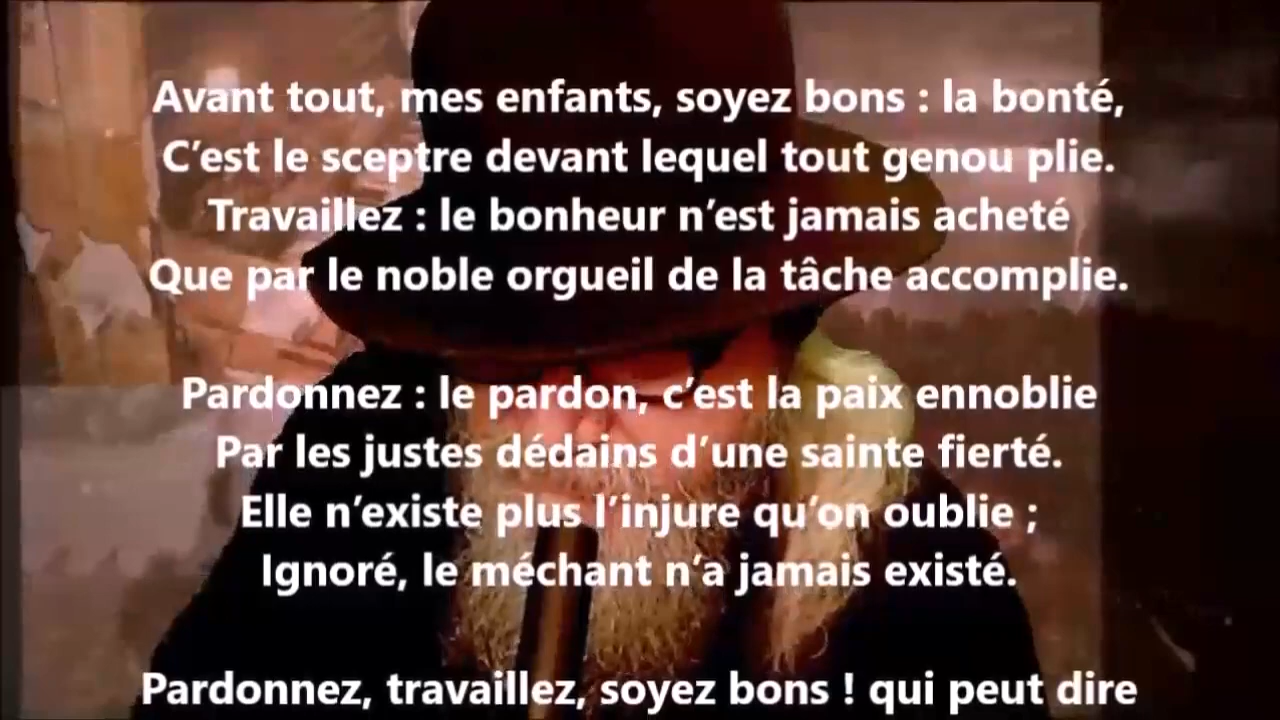 Avant tout, mes enfants, soyez bons : la bonté,
C’est le sceptre devant lequel tout genou plie.
Travaillez : le bonheur n’est jamais acheté
Que par le noble orgueil de la tâche accomplie.
Pardonnez : le pardon, c’est la paix ennoblie
Par les justes dédains d’une sainte fierté.
Elle n’existe plus l’injure qu’on oublie ;
Ignoré, le méchant n’a jamais existé.
Pardonnez, travaillez, soyez bons ! qui peut dire